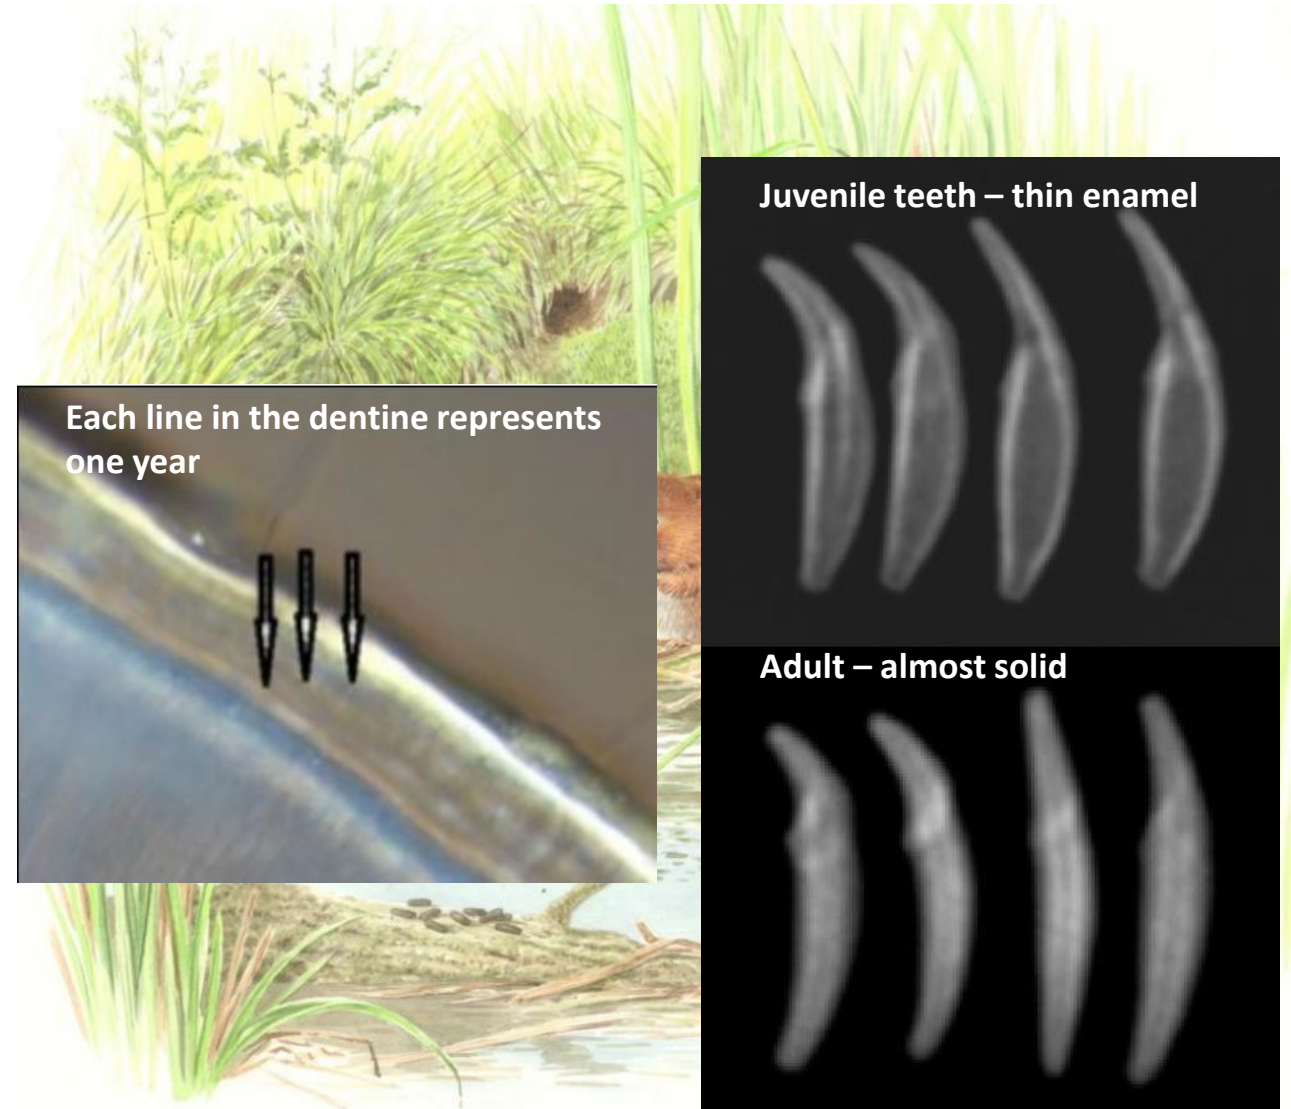 Juvenile teeth – thin enamel
Each line in the dentine represents
one year
Adult – almost solid